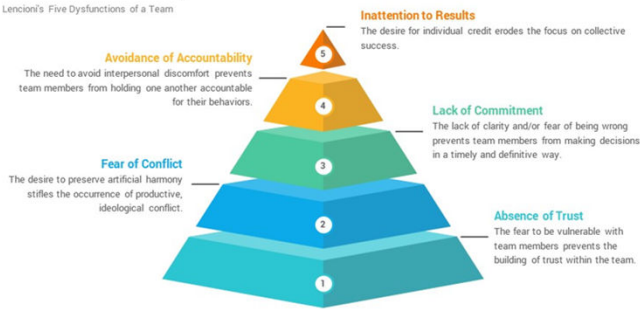 Lencioni's Five Dysfunctions of a Team
Inattention to Results
The desire for individual credit erodes the focus on collective
success.
5
Avoidance of Accountability
The need to avoid interpersonal discomfort prevents
team members from holding one another accountable
for their behaviors.
4
Lack of Commitment
The lack of clarity and/or fear of being wrong
prevents team members from making decisions
in a timely and definitive way.
3
Fear of Conflict
The desire to preserve artificial harmony
stifles the occurrence of productive,
ideological conflict.
2
Absence of Trust
The fear to be vulnerable with
team members prevents the
building of trust within the team.
1